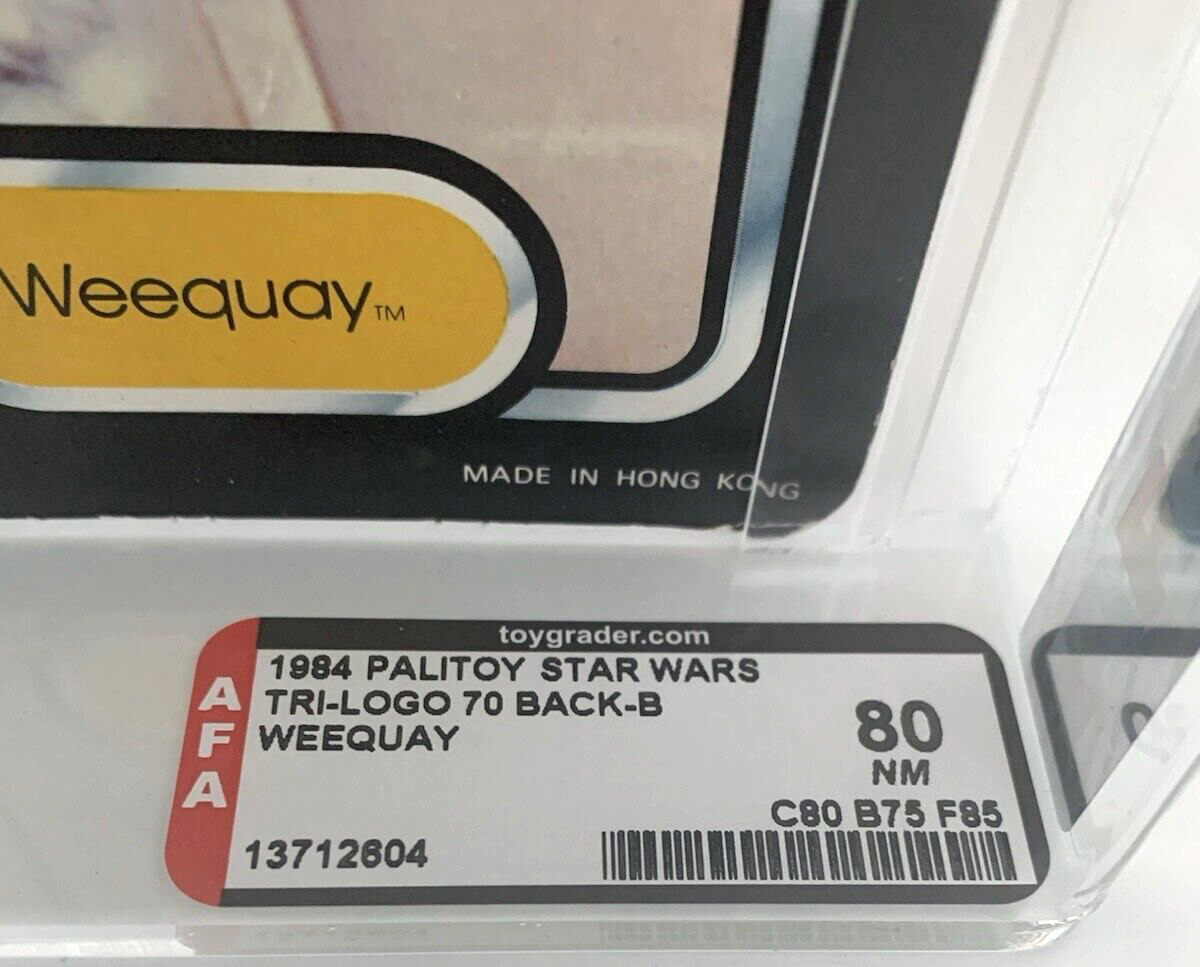 Weequay™
MADE IN HONG KONG
toygrader.com
AFA
1984 PALITOY STAR WARS
TRI-LOGO 70 BACK-B
WEEQUAY
80
NM
C80 B75 F85
13712604